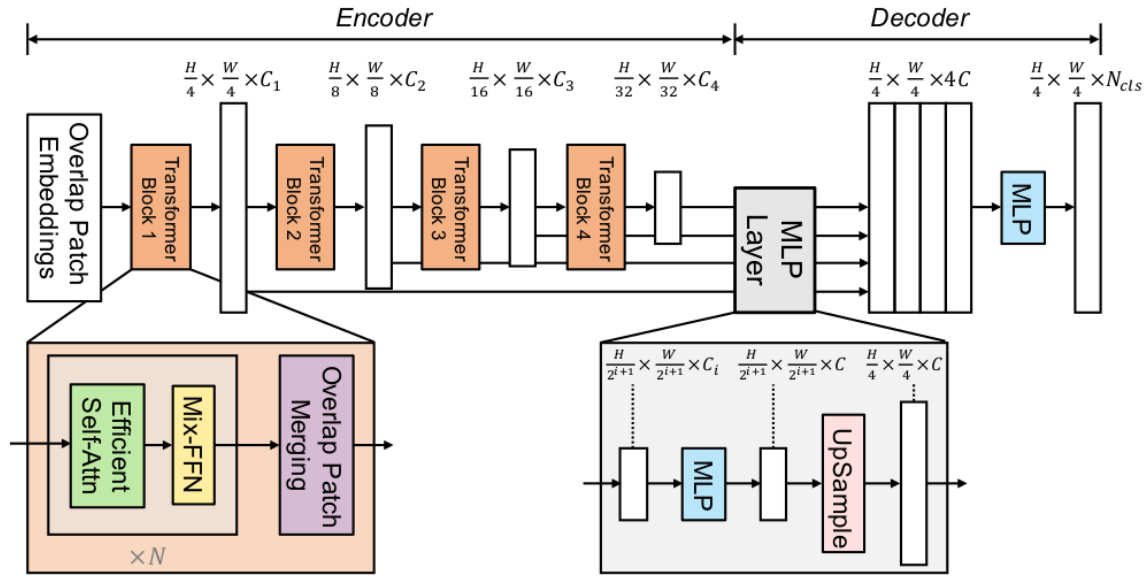 Encoder
Decoder
H/4 × W/4 × C₁
H/8 × W/8 × C₂
H/16 × W/16 × C₃
H/32 × W/32 × C₄
H/4 × W/4 × 4C
H/4 × W/4 × N_cls
Overlap Patch
Embeddings
Transformer
Block 1
Transformer
Block 2
Transformer
Block 3
Transformer
Block 4
MLP
Layer
MLP
Efficient
Self-Attn
Mix-FFN
×N
Overlap Patch
Merging
H/2^{i+1} × W/2^{i+1} × C_i
H/2^{i+1} × W/2^{i+1} × C
H/4 × W/4 × C
MLP
UpSample